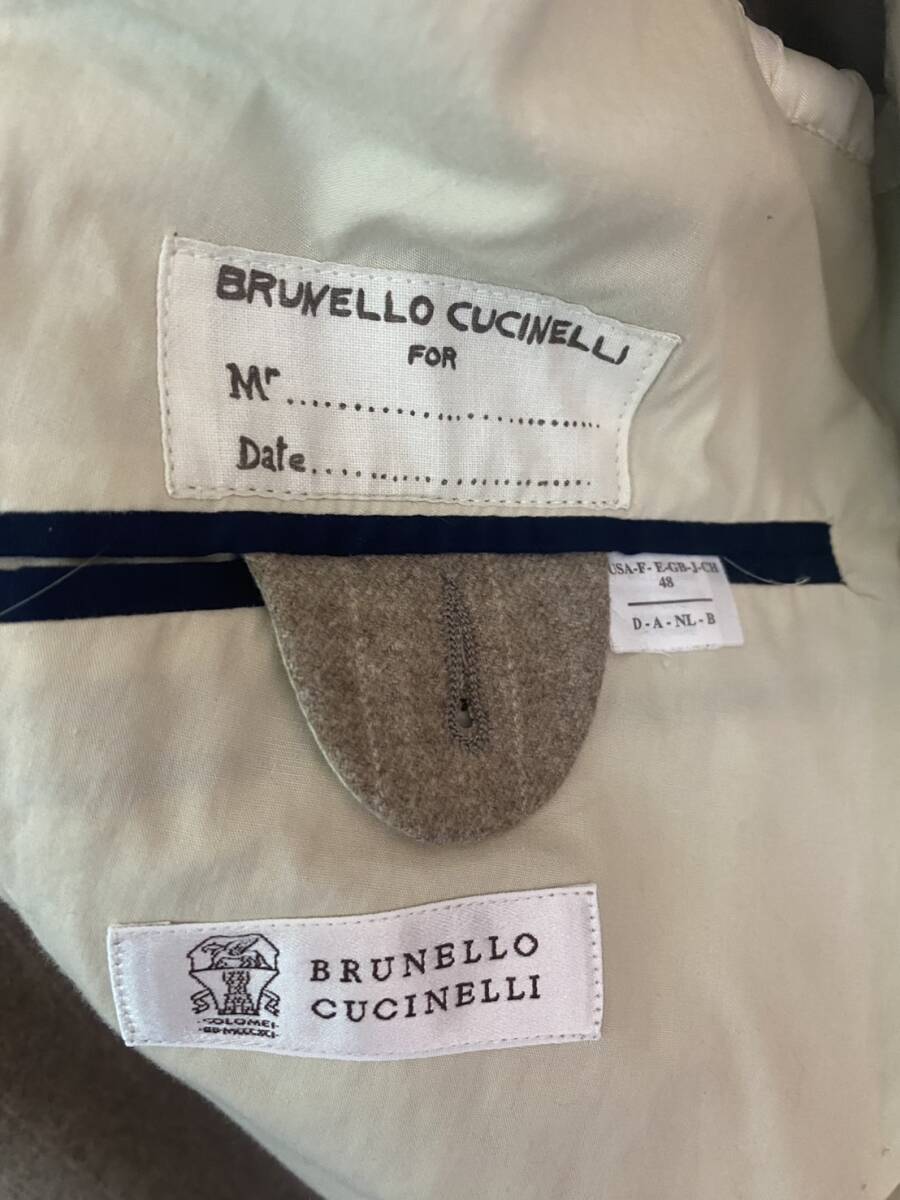 BRUNELLO CUCINELLI
FOR
Mr ..............................
Date..............................
USA-F-E-GB-J-CH
48
D-A-NL-B
BRUNELLO
CUCINELLI
SOLOMEI